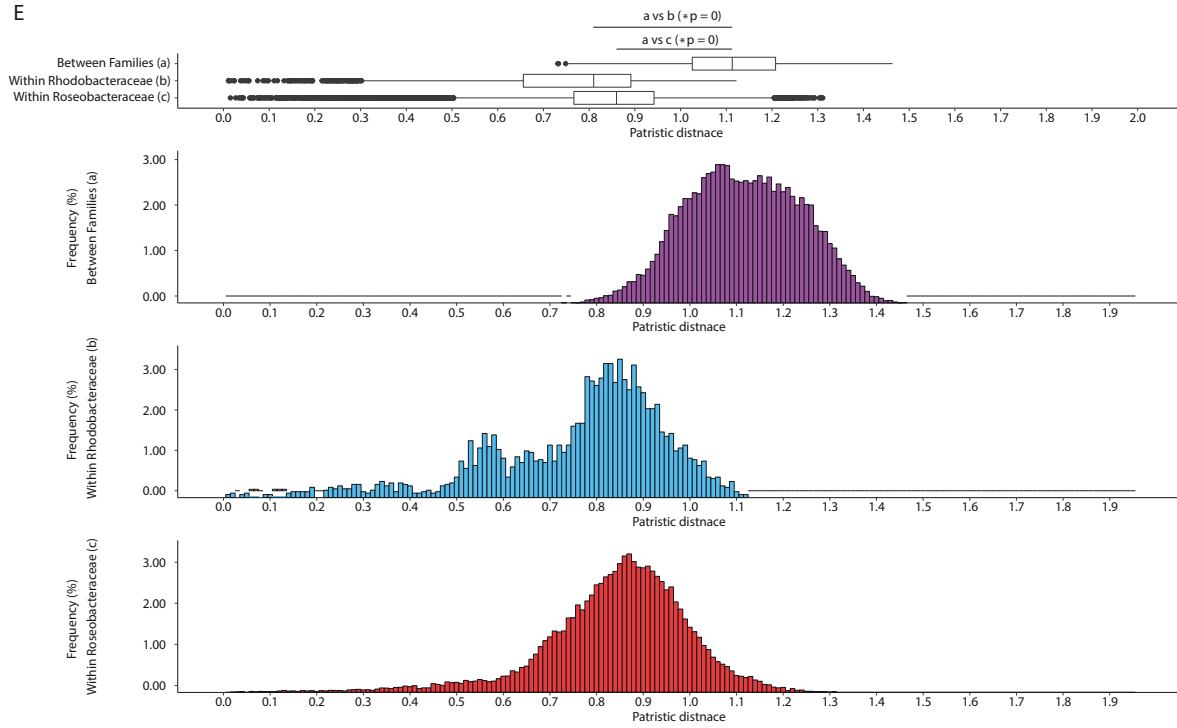 E
a vs b (*p = 0)
a vs c (*p = 0)
Between Families (a)
Within Rhodobacteraceae (b)
Within Roseobacteraceae (c)
0.0 0.1 0.2 0.3 0.4 0.5 0.6 0.7 0.8 0.9 1.0 1.1 1.2 1.3 1.4 1.5 1.6 1.7 1.8 1.9 2.0
Patristic distnace
Frequency (%)
Between Families (a)
3.00
2.00
1.00
0.00
0.0 0.1 0.2 0.3 0.4 0.5 0.6 0.7 0.8 0.9 1.0 1.1 1.2 1.3 1.4 1.5 1.6 1.7 1.8 1.9
Patristic distnace
Frequency (%)
Within Rhodobacteraceae (b)
3.00
2.00
1.00
0.00
0.0 0.1 0.2 0.3 0.4 0.5 0.6 0.7 0.8 0.9 1.0 1.1 1.2 1.3 1.4 1.5 1.6 1.7 1.8 1.9
Patristic distnace
Frequency (%)
Within Roseobacteraceae (c)
3.00
2.00
1.00
0.00
0.0 0.1 0.2 0.3 0.4 0.5 0.6 0.7 0.8 0.9 1.0 1.1 1.2 1.3 1.4 1.5 1.6 1.7 1.8 1.9
Patristic distnace